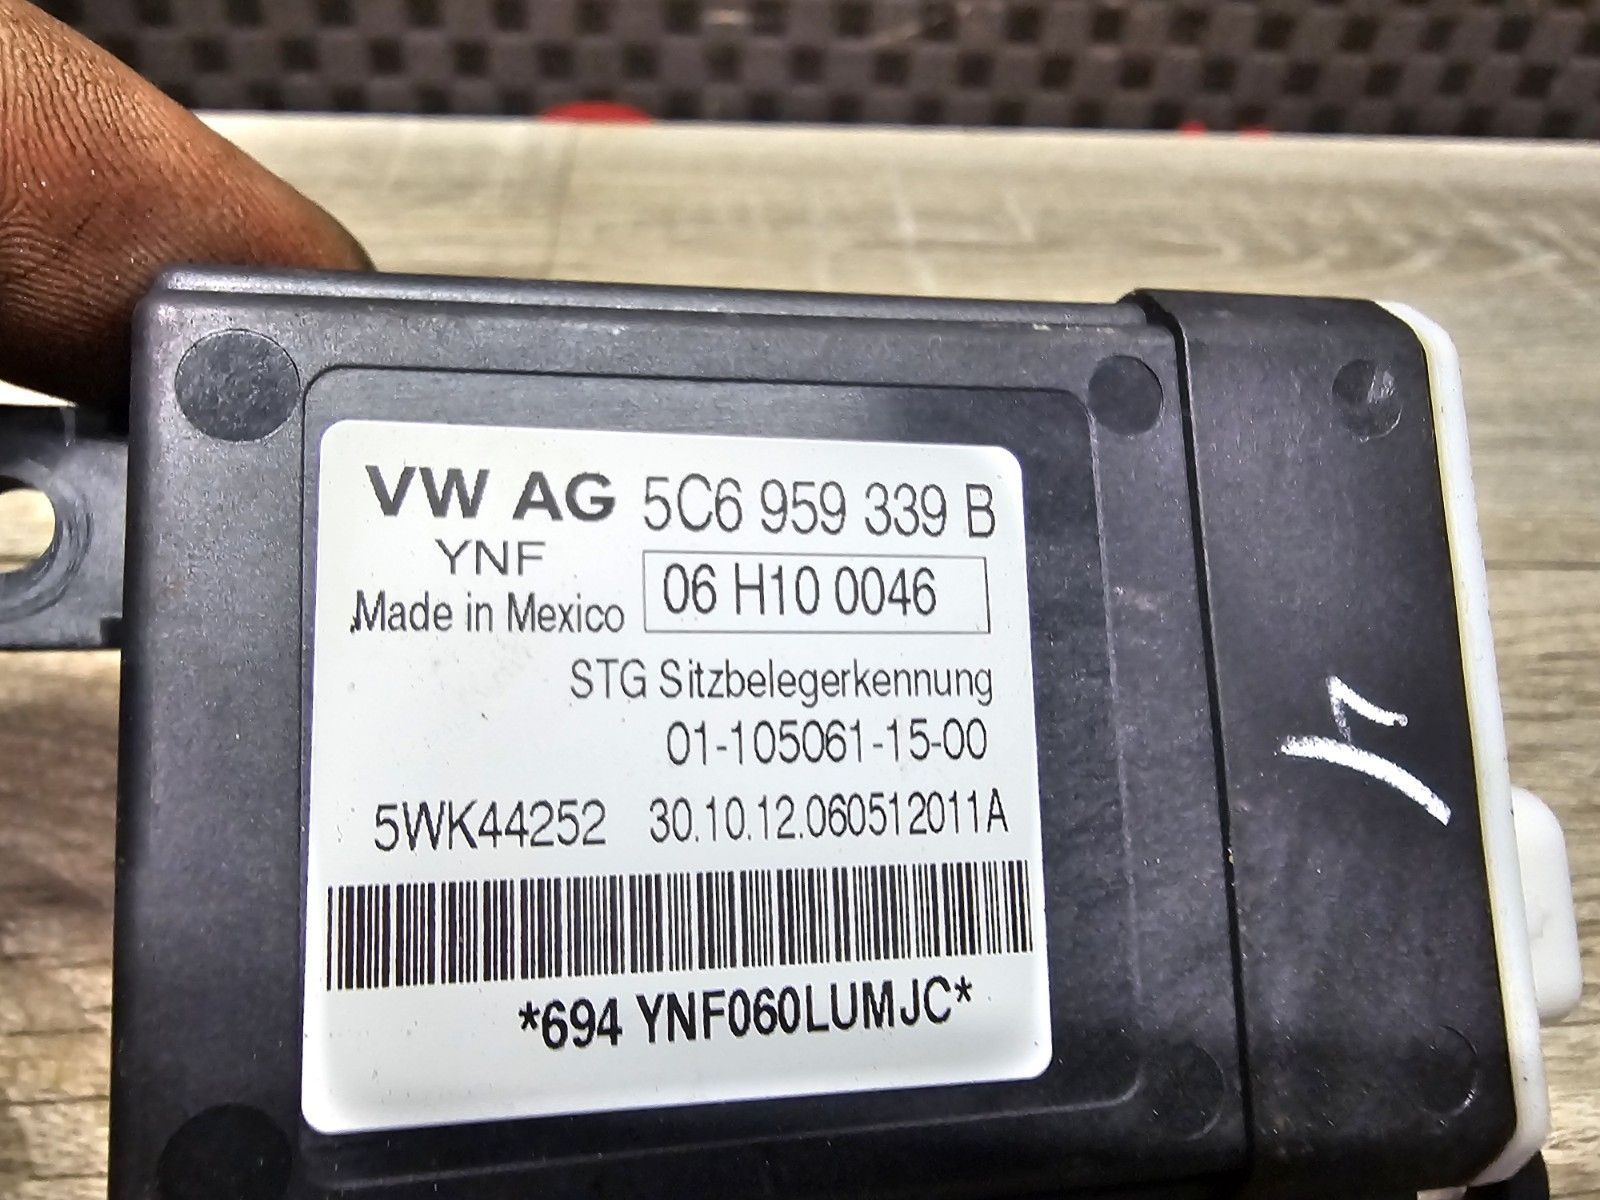 VW AG 5C6 959 339 B
YNF
06 H10 0046
Made in Mexico
STG Sitzbelegerkennung
01-105061-15-00
5WK44252 30.10.12.060512011A
*694 YNF060LUMJC*